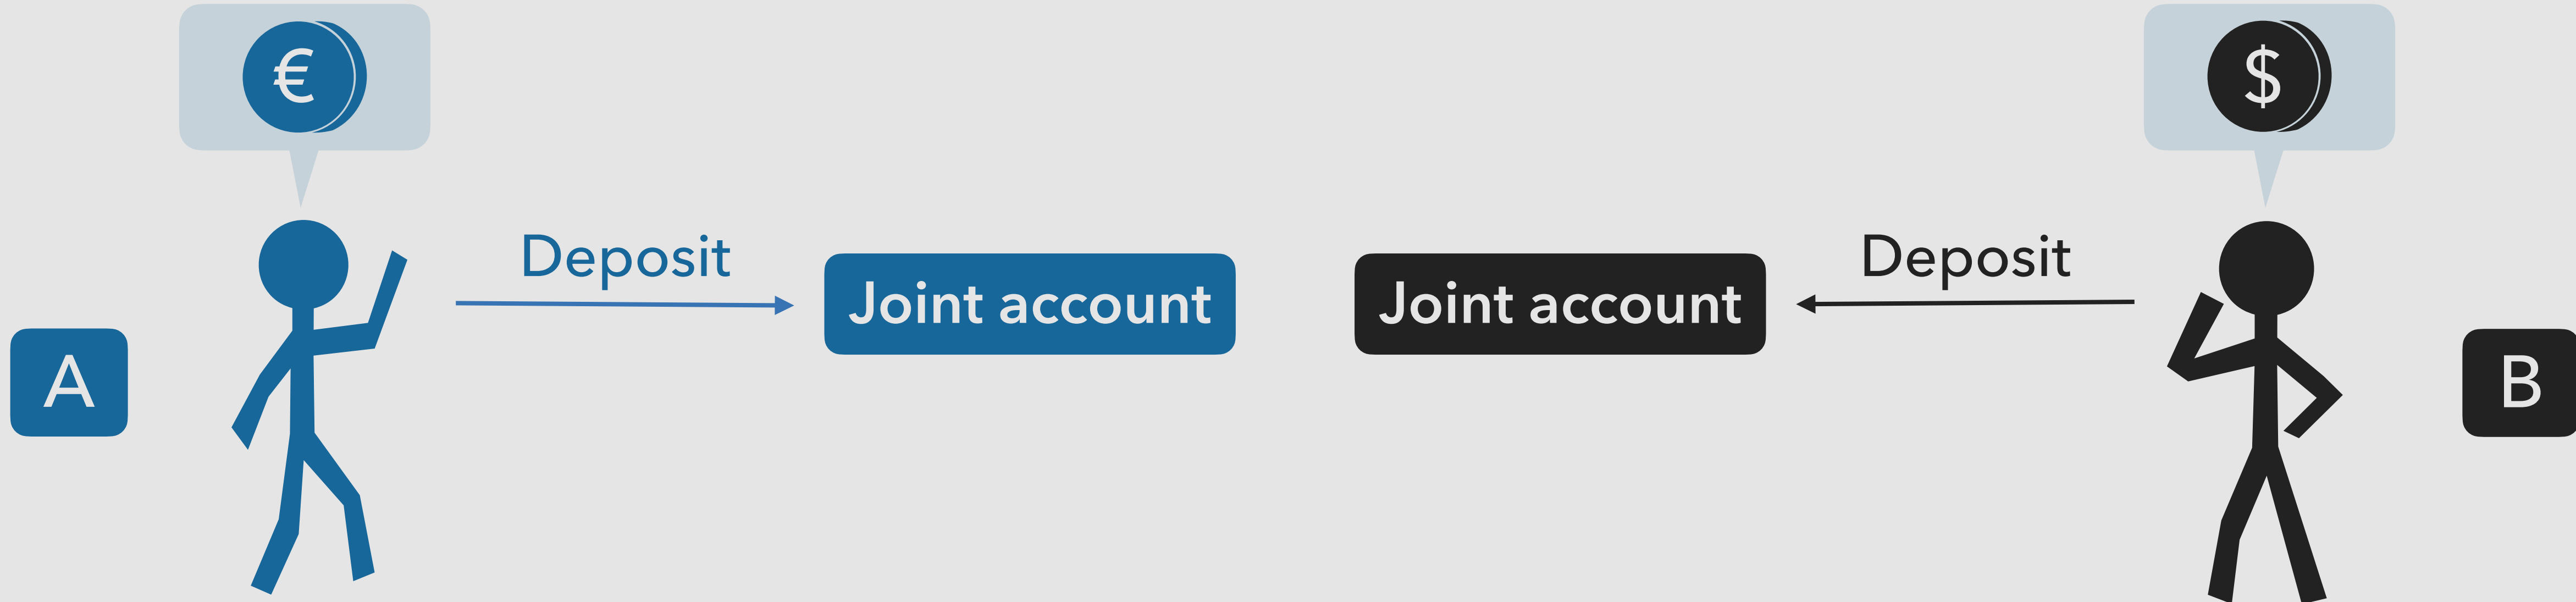 €
$
Deposit
Deposit
Joint account
Joint account
A
B